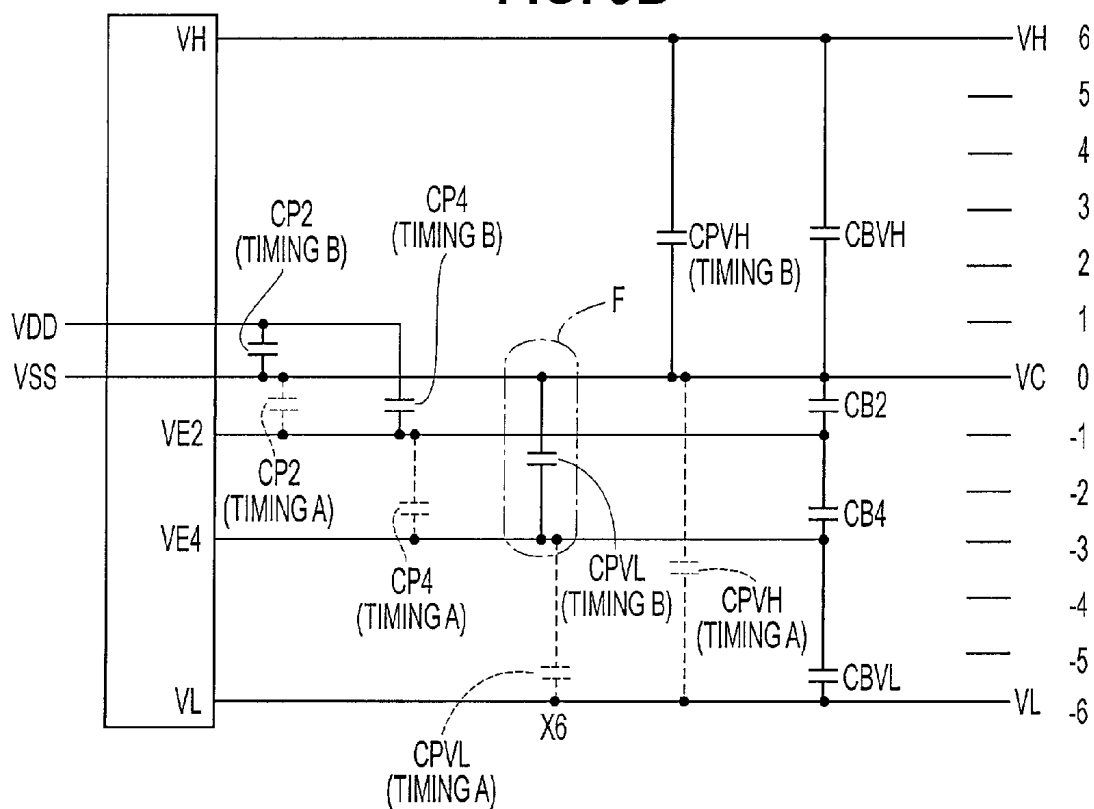 VH
VH 6
5
4
3
2
1
CP2
(TIMING B)
CP4
(TIMING B)
CPVH
(TIMING B)
CBVH
F
VDD
VSS
VC 0
CB2
VE2
-1
CP2
(TIMING A)
-2
CB4
VE4
-3
CP4
(TIMING A)
CPVL
(TIMING B)
CPVH
(TIMING A)
-4
-5
CBVL
VL
X6
VL -6
CPVL
(TIMING A)